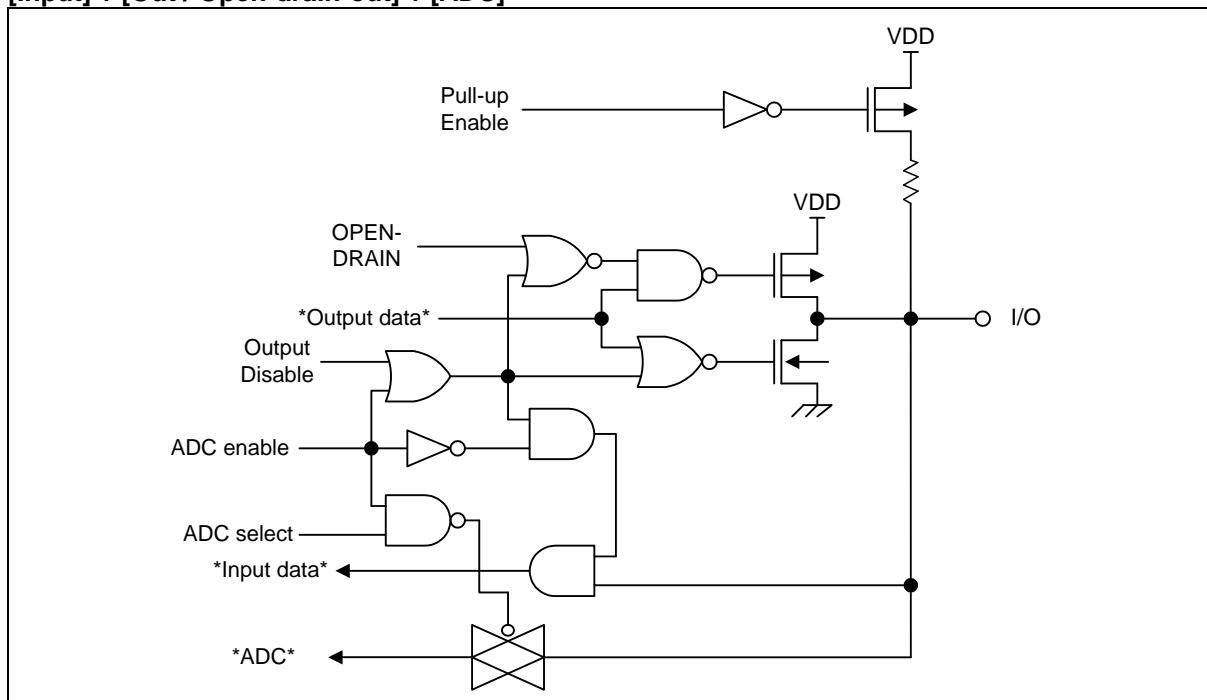 VDD
Pull-up
Enable
VDD
OPEN-
DRAIN
*Output data*
I/O
Output
Disable
ADC enable
ADC select
*Input data*
*ADC*